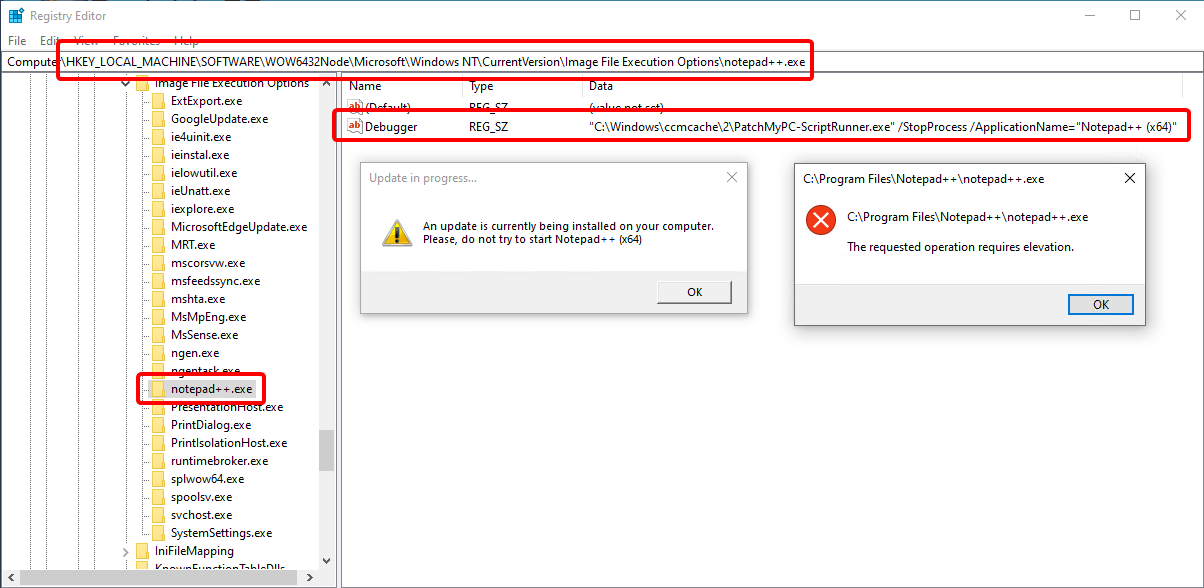 Registry Editor
File Edit View Favorites Help
Computer\HKEY_LOCAL_MACHINE\SOFTWARE\WOW6432Node\Microsoft\Windows NT\CurrentVersion\Image File Execution Options\notepad++.exe
Image File Execution Options
ExtExport.exe
GoogleUpdate.exe
ie4uinit.exe
ieinstal.exe
ielowutil.exe
ieUnatt.exe
iexplore.exe
MicrosoftEdgeUpdate.exe
MRT.exe
mscorsvw.exe
msfeedssync.exe
mshta.exe
MsMpEng.exe
MsSense.exe
ngen.exe
ngentask.exe
notepad++.exe
PresentationHost.exe
PrintDialog.exe
PrintIsolationHost.exe
runtimebroker.exe
splwow64.exe
spoolsv.exe
svchost.exe
SystemSettings.exe
IniFileMapping
KnownFunctionTableDlls
Name Type Data
ab (Default) REG_SZ (value not set)
ab Debugger REG_SZ "C:\Windows\ccmcache\2\PatchMyPC-ScriptRunner.exe" /StopProcess /ApplicationName="Notepad++ (x64)"
Update in progress...
An update is currently being installed on your computer.
Please, do not try to start Notepad++ (x64)
OK
C:\Program Files\Notepad++\notepad++.exe
C:\Program Files\Notepad++\notepad++.exe
The requested operation requires elevation.
OK